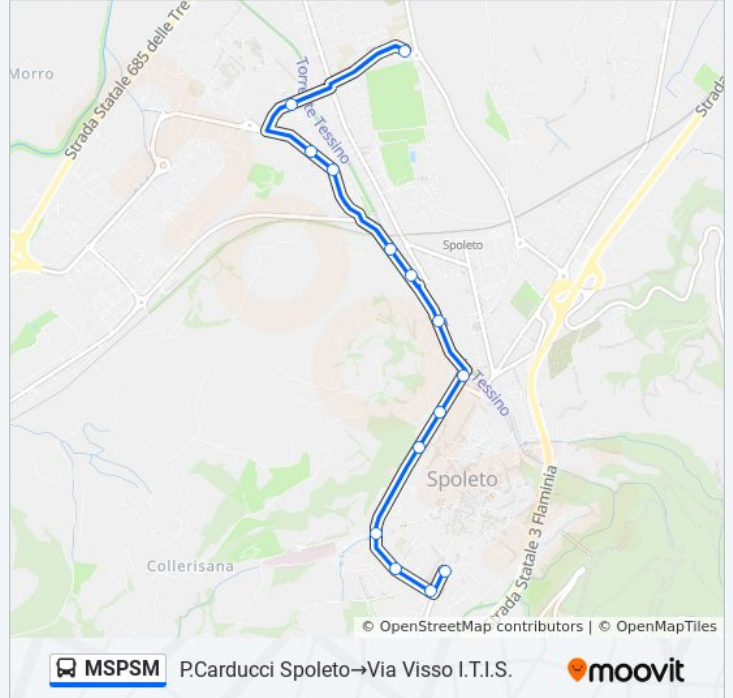 Morro
Strada Statale 685 delle Tre
Torrente Tessino
Strada
Spoleto
Tessino
Spoleto
Strada Statale 3 Flaminia
Collerisana
© OpenStreetMap contributors | © OpenMapTiles
MSPSM P.Carducci Spoleto→Via Visso I.T.I.S. moovit